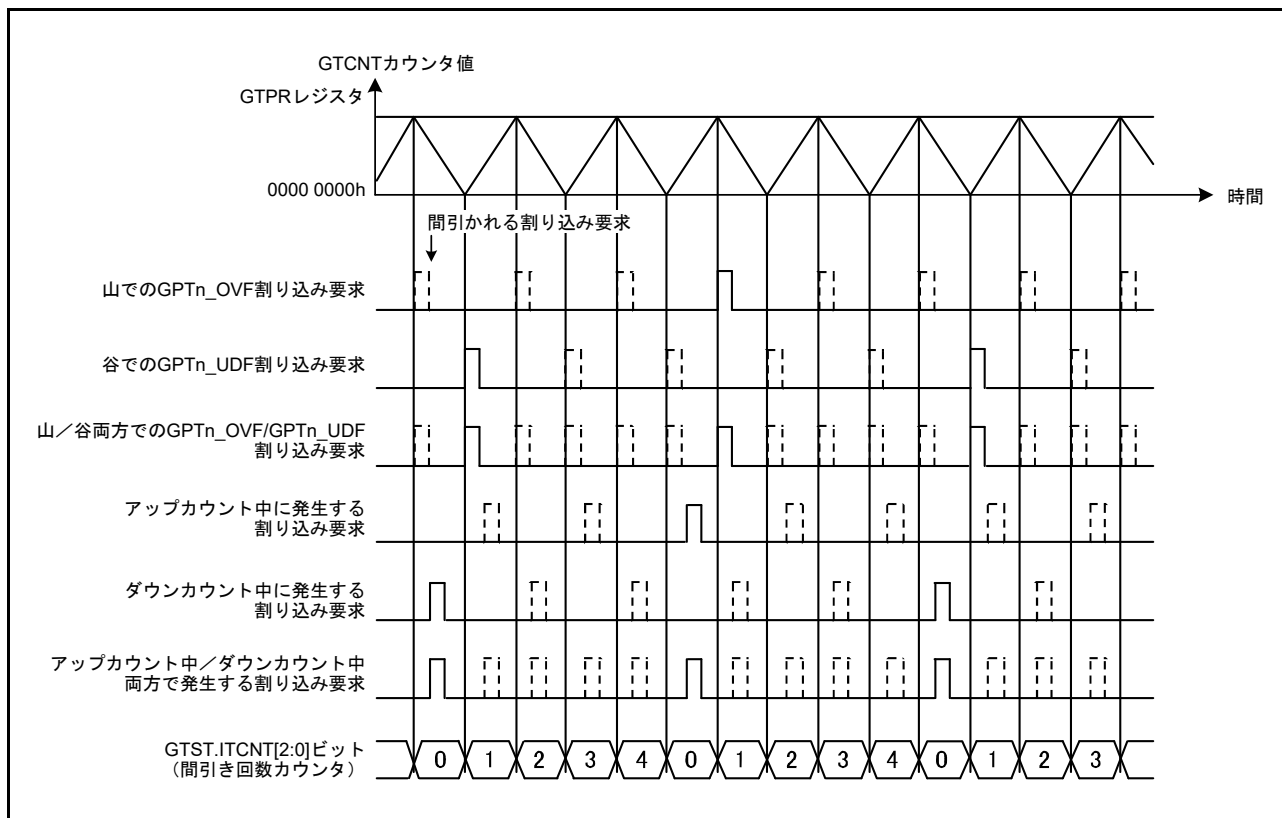 GTCNTカウンタ値
GTPRレジスタ
0000 0000h
時間
間引かれる割り込み要求
山でのGPTn_OVF割り込み要求
谷でのGPTn_UDF割り込み要求
山／谷両方でのGPTn_OVF/GPTn_UDF
割り込み要求
アップカウント中に発生する
割り込み要求
ダウンカウント中に発生する
割り込み要求
アップカウント中／ダウンカウント中
両方で発生する割り込み要求
GTST.ITCNT[2:0]ビット
（間引き回数カウンタ）
0 1 2 3 4 0 1 2 3 4 0 1 2 3